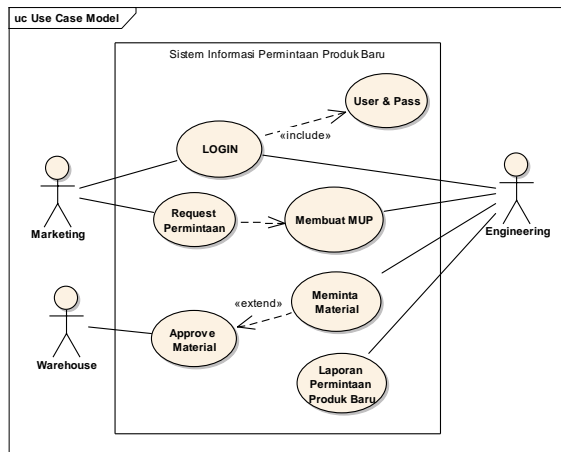 uc Use Case Model
Sistem Informasi Permintaan Produk Baru
User & Pass
«include»
LOGIN
Marketing
Request
Permintaan
Membuat MUP
Engineering
«extend»
Meminta
Material
Approve
Material
Warehouse
Laporan
Permintaan
Produk Baru